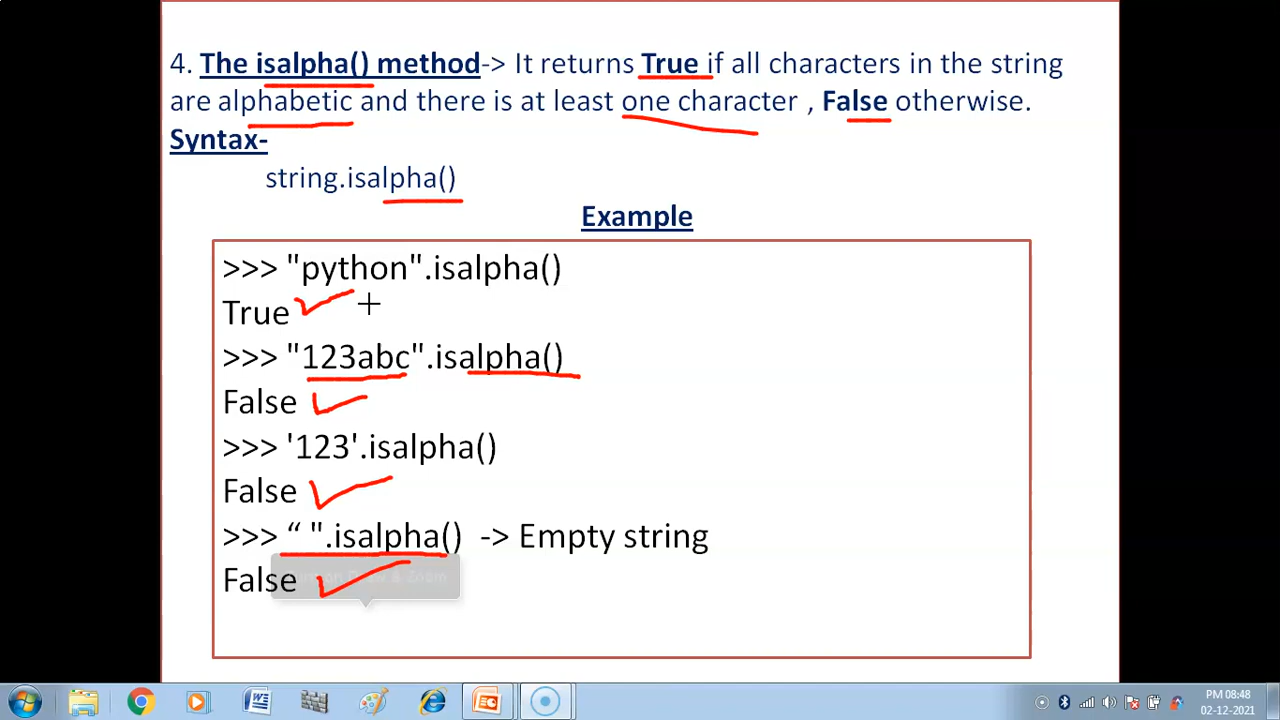 4. The isalpha() method-> It returns True if all characters in the string
are alphabetic and there is at least one character , False otherwise.
Syntax-
string.isalpha()
Example
>>> "python".isalpha()
True
>>> "123abc".isalpha()
False
>>> '123'.isalpha()
False
>>> “ ".isalpha() -> Empty string
False
PM 08:48
02-12-2021